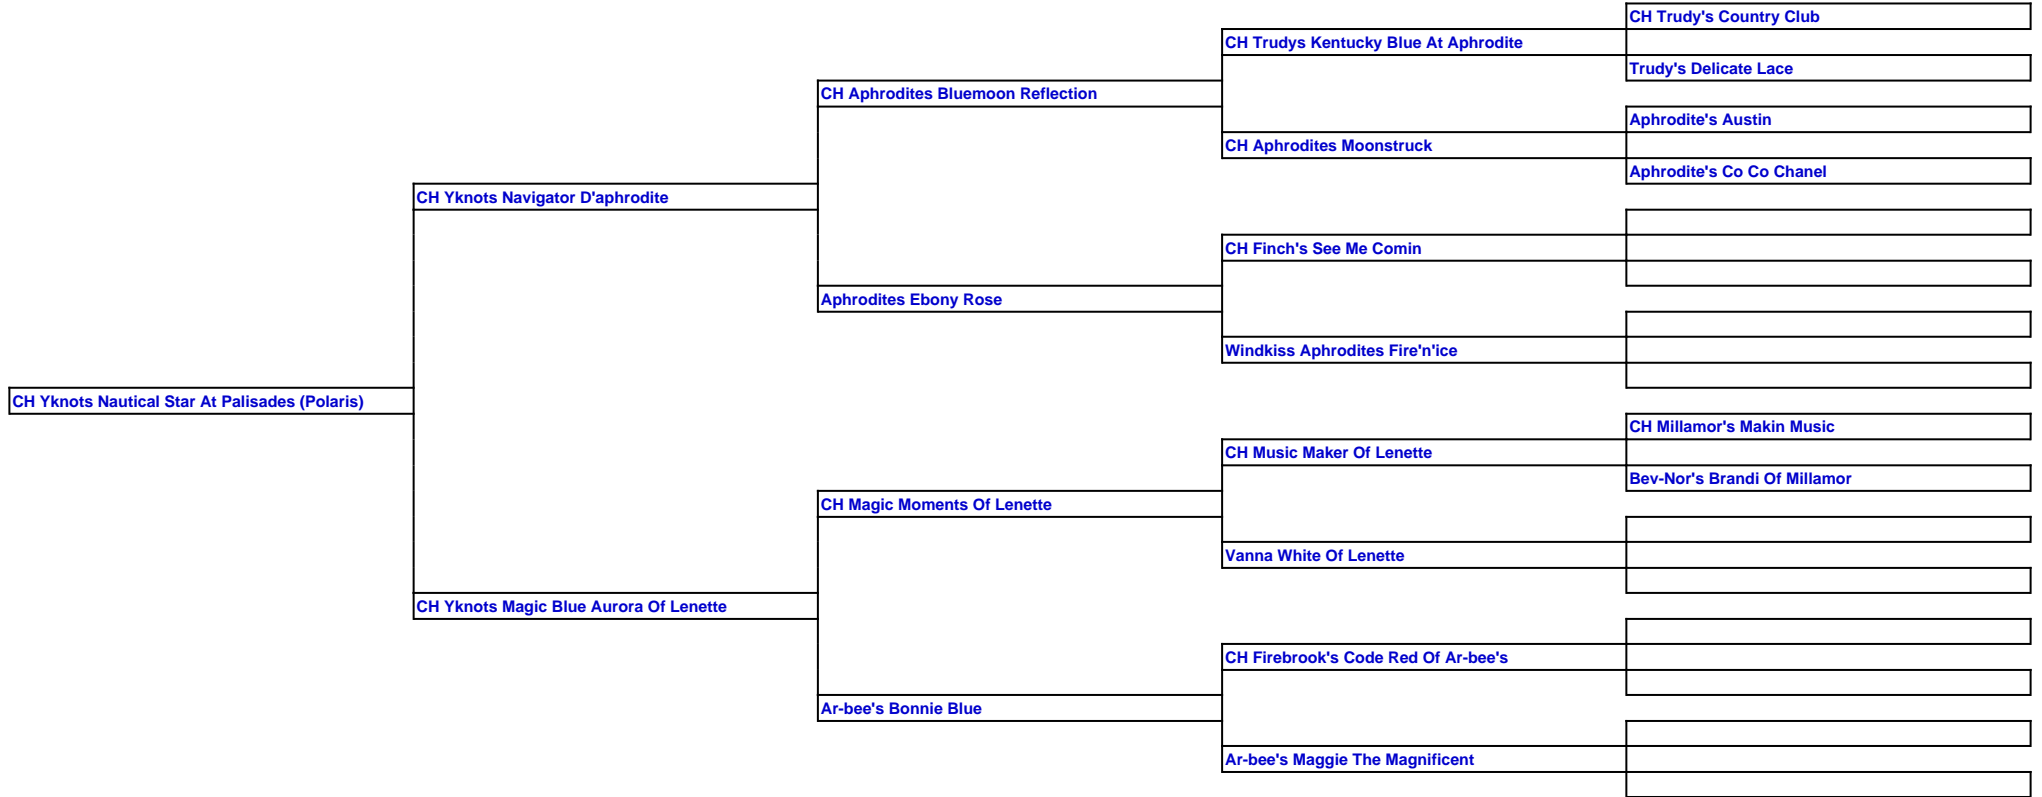 CH Trudy's Country Club
CH Trudys Kentucky Blue At Aphrodite
Trudy's Delicate Lace
CH Aphrodites Bluemoon Reflection
Aphrodite's Austin
CH Aphrodites Moonstruck
Aphrodite's Co Co Chanel
CH Yknots Navigator D'aphrodite
CH Finch's See Me Comin
Aphrodites Ebony Rose
Windkiss Aphrodites Fire'n'ice
CH Yknots Nautical Star At Palisades (Polaris)
CH Millamor's Makin Music
CH Music Maker Of Lenette
Bev-Nor's Brandi Of Millamor
CH Magic Moments Of Lenette
Vanna White Of Lenette
CH Yknots Magic Blue Aurora Of Lenette
CH Firebrook's Code Red Of Ar-bee's
Ar-bee's Bonnie Blue
Ar-bee's Maggie The Magnificent